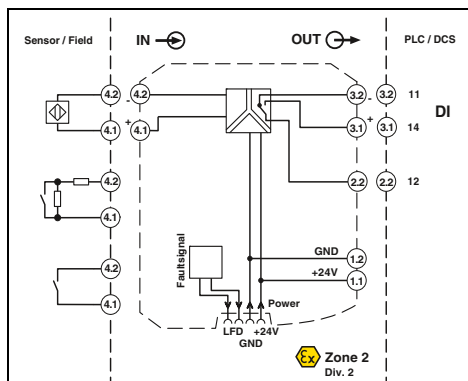 Sensor / Field
IN
OUT
PLC / DCS
4.2
-
4.2
3.2
-
3.2
11
DI
4.1
+
4.1
3.1
+
3.1
14
4.2
2.2
2.2
12
4.1
Faultsignal
GND
1.2
4.2
+24V
1.1
4.1
Power
LFD
+24V
GND
Ex
Zone 2
Div. 2